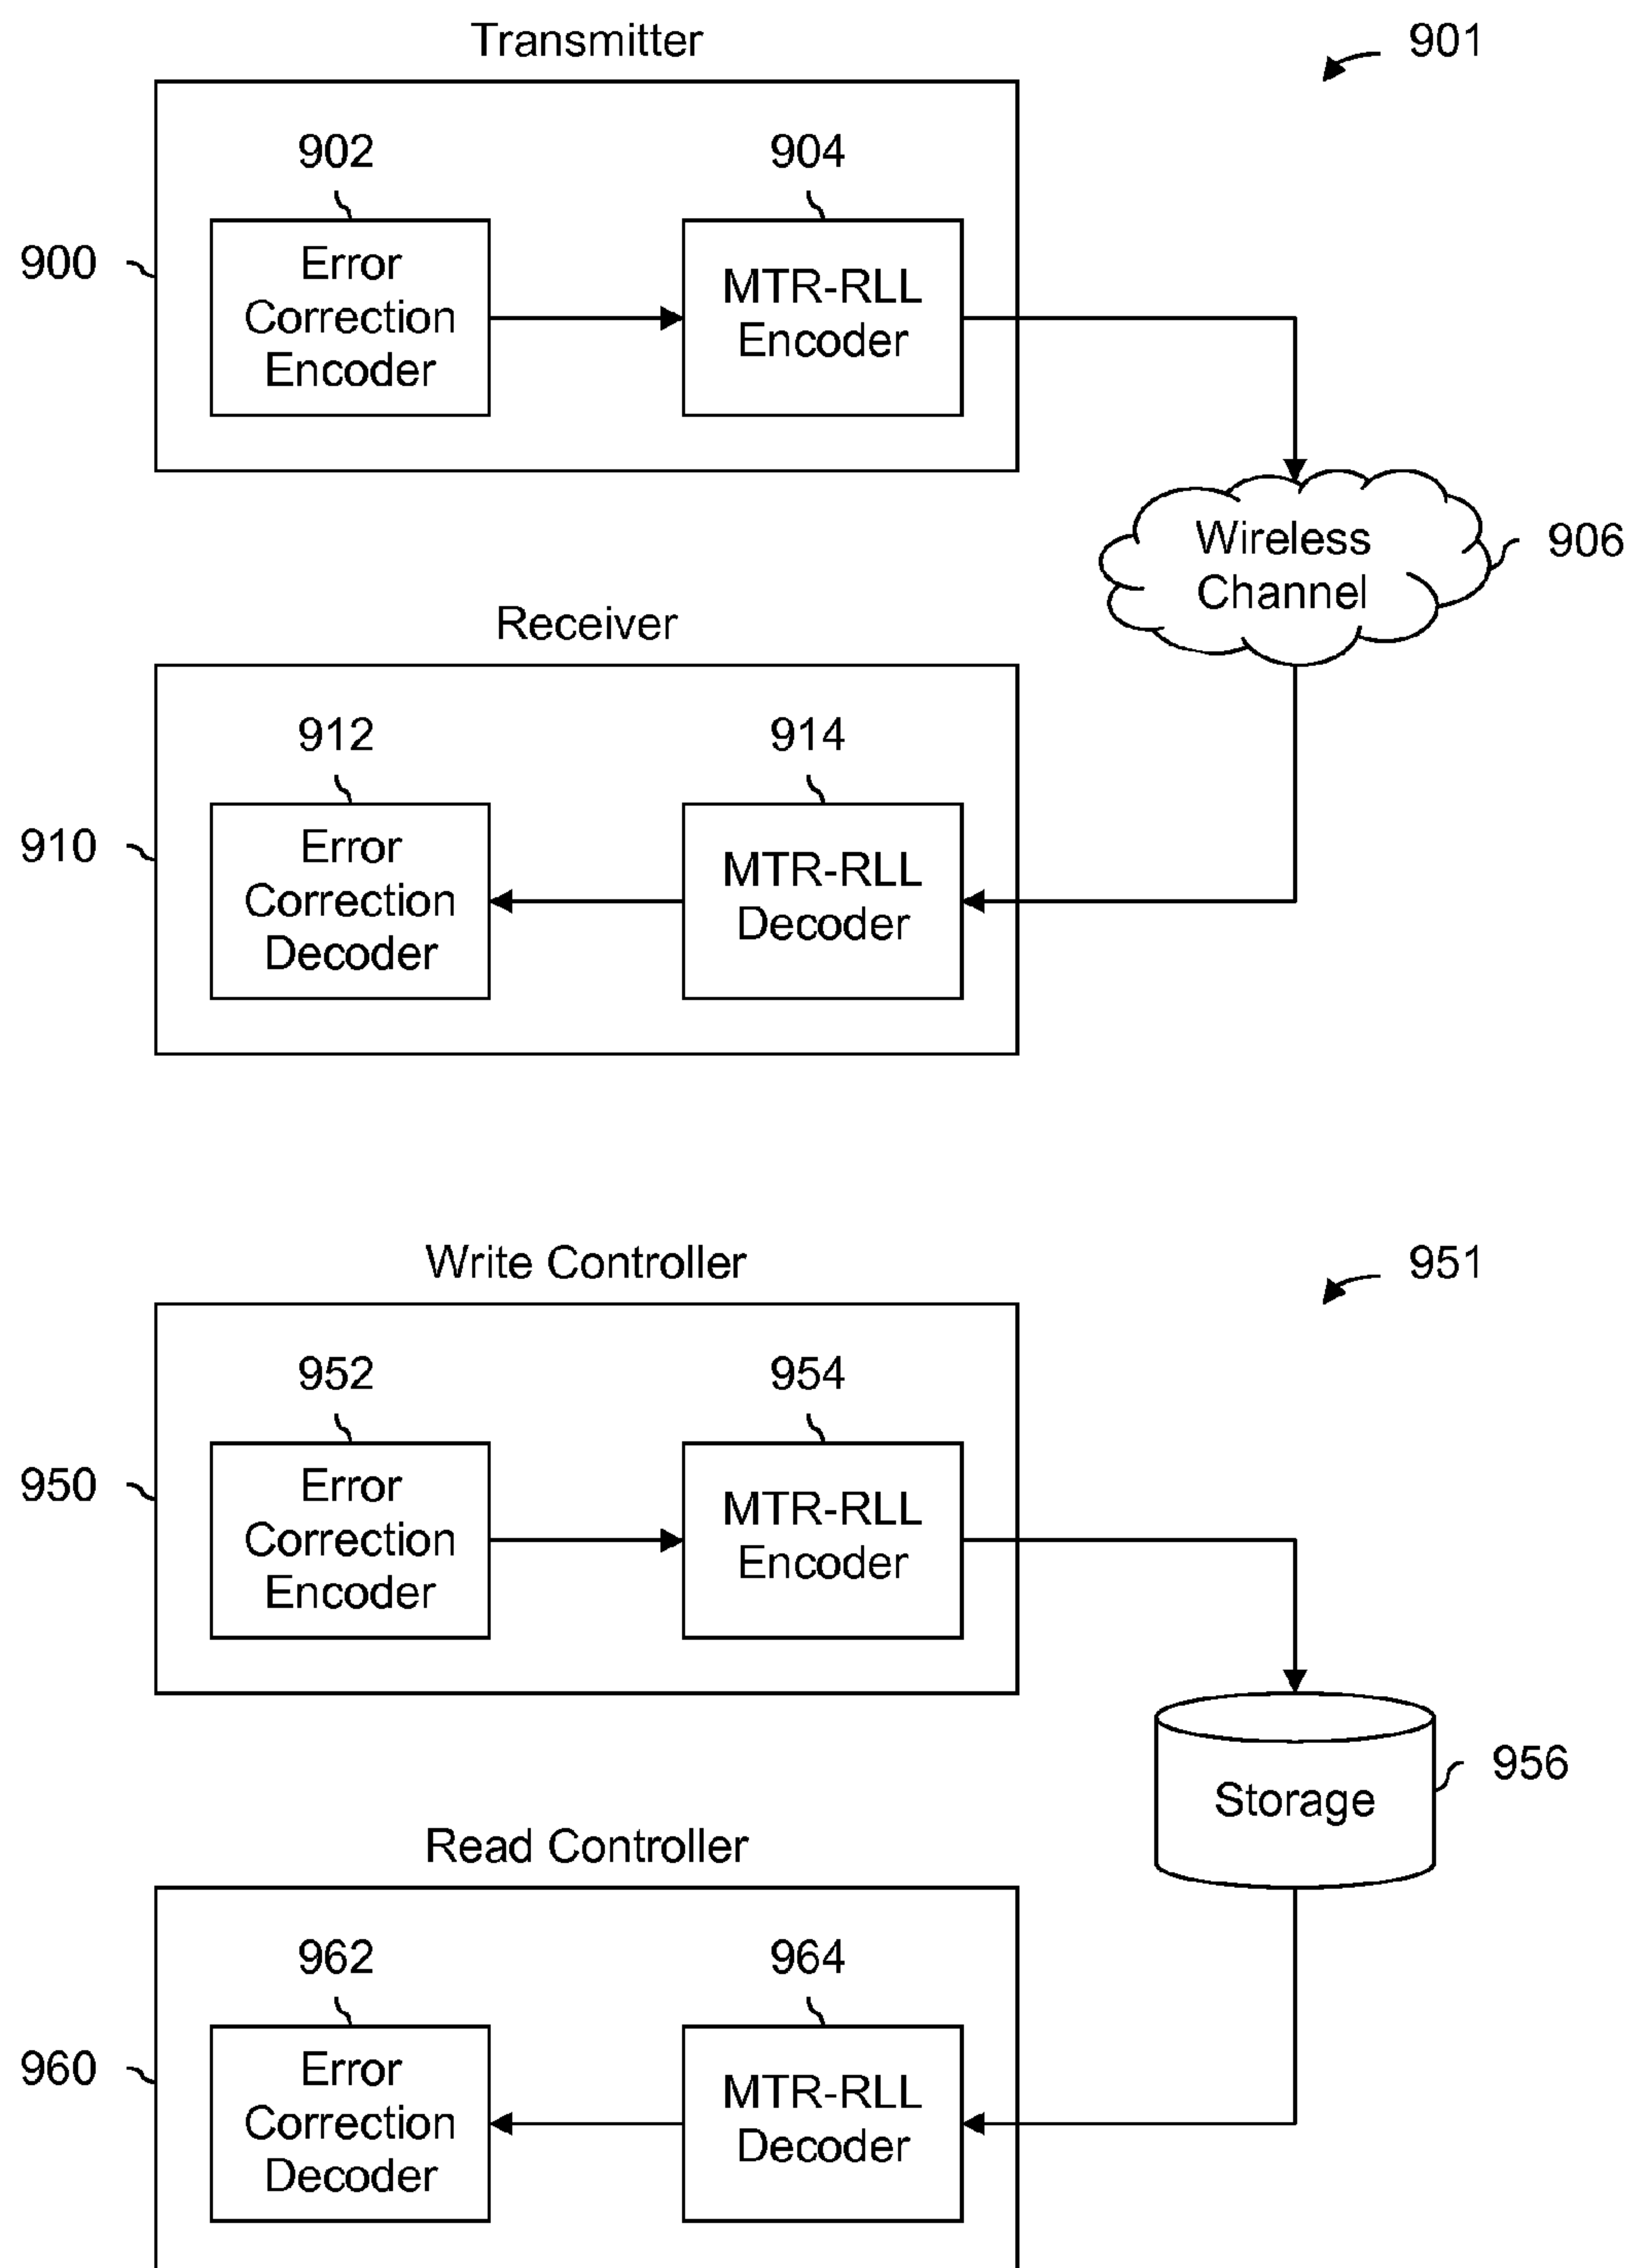 Transmitter
901
902
904
900
Error
Correction
Encoder
MTR-RLL
Encoder
Wireless
Channel
906
Receiver
912
914
910
Error
Correction
Decoder
MTR-RLL
Decoder
Write Controller
951
952
954
950
Error
Correction
Encoder
MTR-RLL
Encoder
Storage
956
Read Controller
962
964
960
Error
Correction
Decoder
MTR-RLL
Decoder